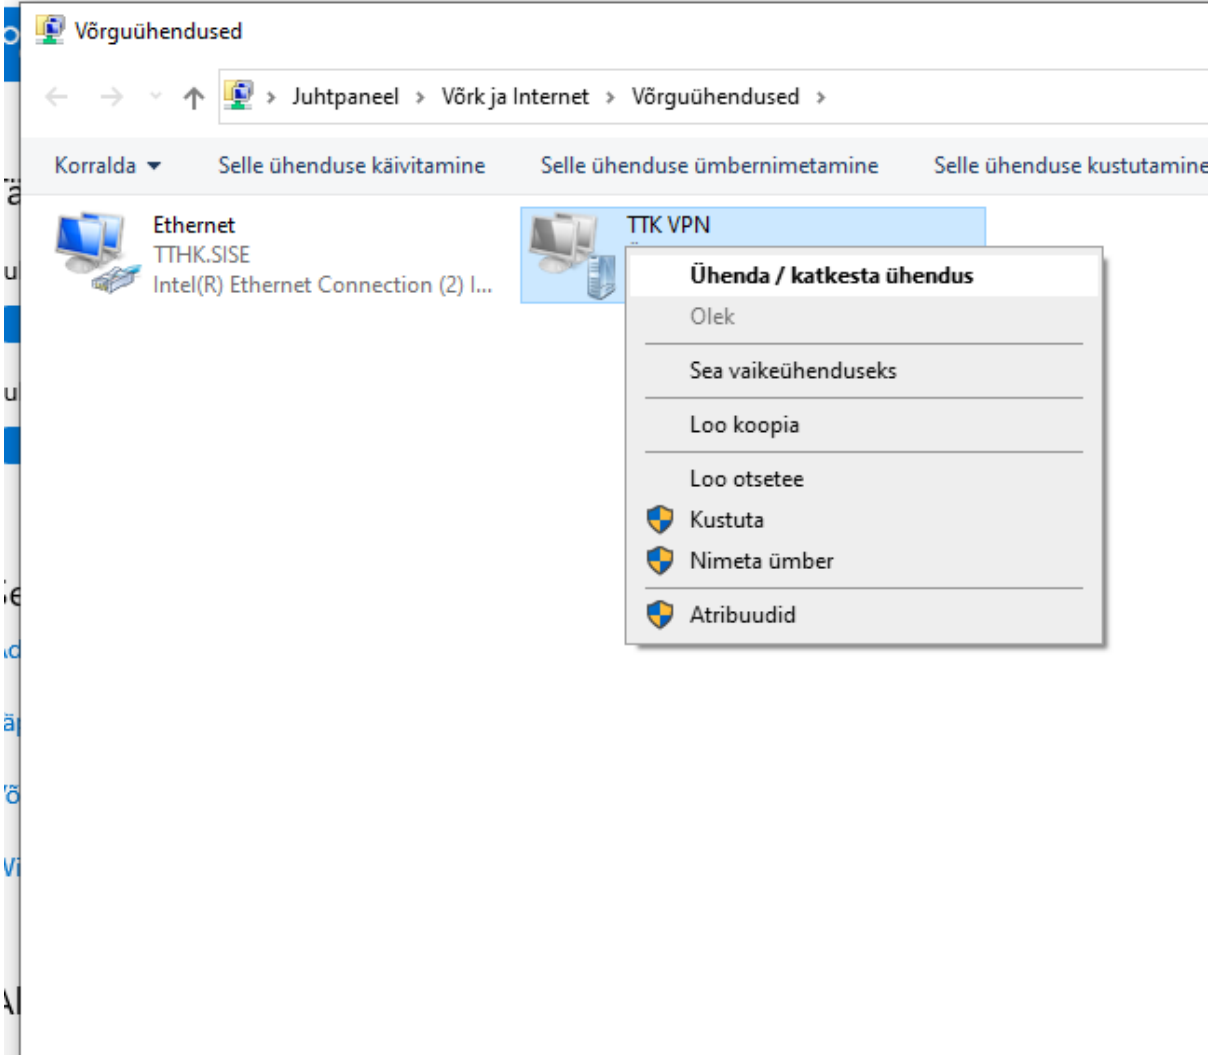 Võrguühendused
Juhtpaneel > Võrk ja Internet > Võrguühendused >
Korralda Selle ühenduse käivitamine Selle ühenduse ümbernimetamine Selle ühenduse kustutamine
Ethernet
TTHK.SISE
Intel(R) Ethernet Connection (2) I...
TTK VPN
Ühenda / katkesta ühendus
Olek
Sea vaikeühenduseks
Loo koopia
Loo otsetee
Kustuta
Nimeta ümber
Atribuudid